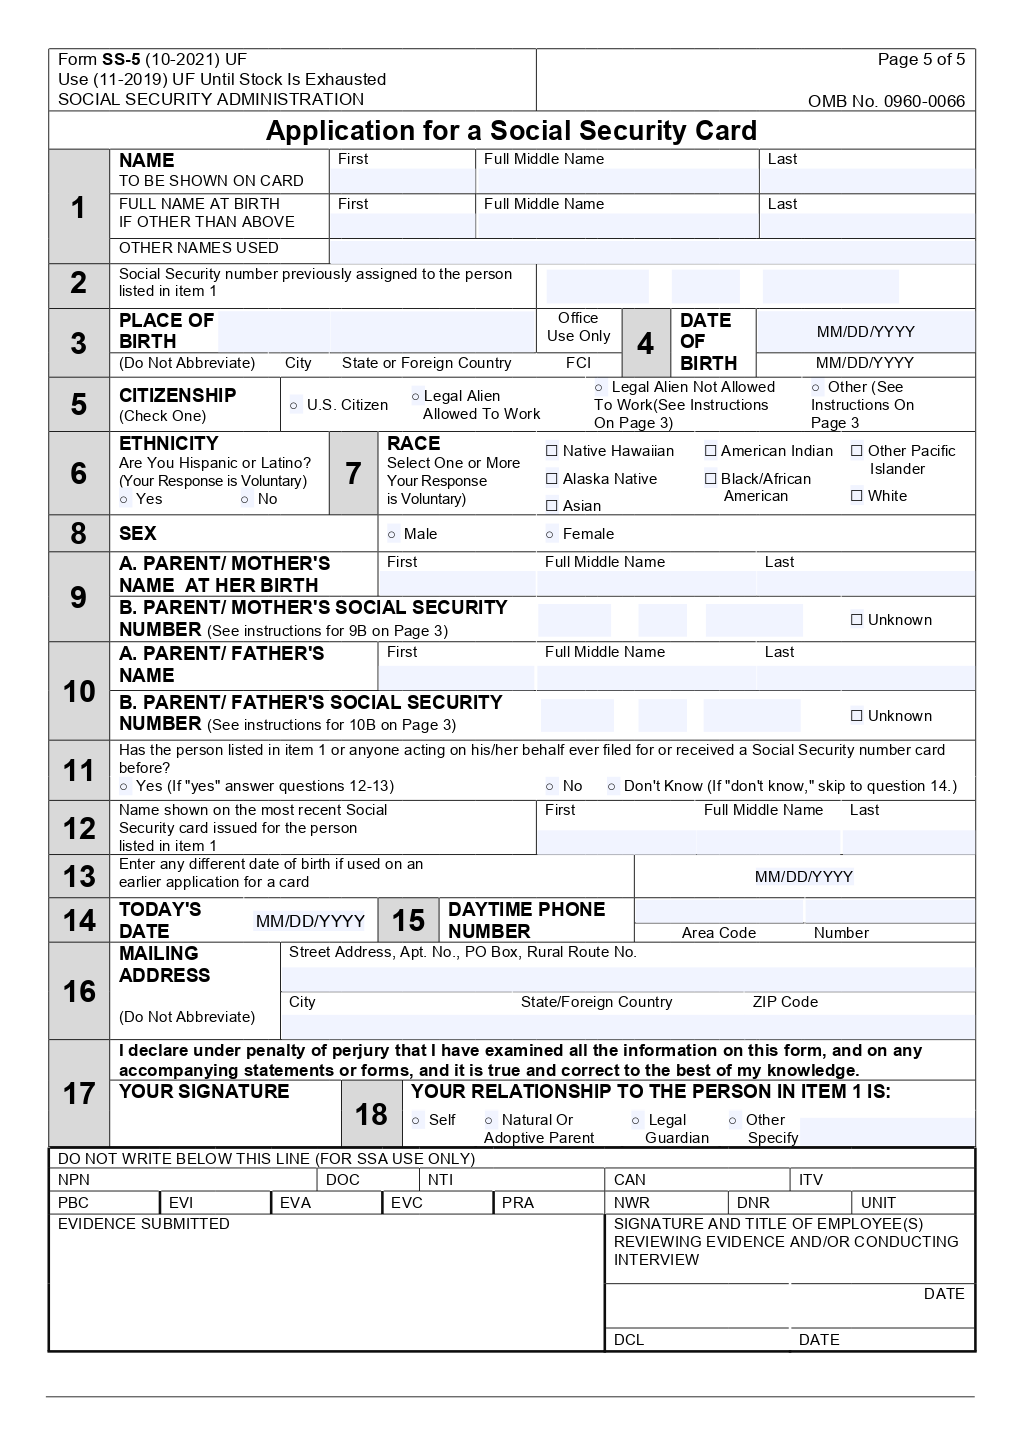 Form SS-5 (10-2021) UF
Use (11-2019) UF Until Stock Is Exhausted
SOCIAL SECURITY ADMINISTRATION
Page 5 of 5
OMB No. 0960-0066
Application for a Social Security Card
1
NAME
TO BE SHOWN ON CARD
First Full Middle Name Last
FULL NAME AT BIRTH
IF OTHER THAN ABOVE
First Full Middle Name Last
OTHER NAMES USED
2
Social Security number previously assigned to the person
listed in item 1
3
PLACE OF
BIRTH
(Do Not Abbreviate) City State or Foreign Country
Office
Use Only
FCI
4
DATE
OF
BIRTH
MM/DD/YYYY
MM/DD/YYYY
5
CITIZENSHIP
(Check One)
○ U.S. Citizen
○ Legal Alien
Allowed To Work
○ Legal Alien Not Allowed
To Work(See Instructions
On Page 3)
○ Other (See
Instructions On
Page 3
6
ETHNICITY
Are You Hispanic or Latino?
(Your Response is Voluntary)
○ Yes ○ No
7
RACE
Select One or More
Your Response
is Voluntary)
☐ Native Hawaiian
☐ Alaska Native
☐ Asian
☐ American Indian
☐ Black/African
American
☐ Other Pacific
Islander
☐ White
8
SEX
○ Male ○ Female
9
A. PARENT/ MOTHER'S
NAME AT HER BIRTH
First Full Middle Name Last
B. PARENT/ MOTHER'S SOCIAL SECURITY
NUMBER (See instructions for 9B on Page 3)
☐ Unknown
10
A. PARENT/ FATHER'S
NAME
First Full Middle Name Last
B. PARENT/ FATHER'S SOCIAL SECURITY
NUMBER (See instructions for 10B on Page 3)
☐ Unknown
11
Has the person listed in item 1 or anyone acting on his/her behalf ever filed for or received a Social Security number card
before?
○ Yes (If "yes" answer questions 12-13) ○ No ○ Don't Know (If "don't know," skip to question 14.)
12
Name shown on the most recent Social
Security card issued for the person
listed in item 1
First Full Middle Name Last
13
Enter any different date of birth if used on an
earlier application for a card
MM/DD/YYYY
14
TODAY'S
DATE
MM/DD/YYYY
15
DAYTIME PHONE
NUMBER
Area Code Number
16
MAILING
ADDRESS
(Do Not Abbreviate)
Street Address, Apt. No., PO Box, Rural Route No.
City State/Foreign Country ZIP Code
17
I declare under penalty of perjury that I have examined all the information on this form, and on any
accompanying statements or forms, and it is true and correct to the best of my knowledge.
YOUR SIGNATURE
18
YOUR RELATIONSHIP TO THE PERSON IN ITEM 1 IS:
○ Self
○ Natural Or
Adoptive Parent
○ Legal
Guardian
○ Other
Specify
DO NOT WRITE BELOW THIS LINE (FOR SSA USE ONLY)
NPN DOC NTI CAN ITV
PBC EVI EVA EVC PRA NWR DNR UNIT
EVIDENCE SUBMITTED
SIGNATURE AND TITLE OF EMPLOYEE(S)
REVIEWING EVIDENCE AND/OR CONDUCTING
INTERVIEW
DATE
DCL DATE